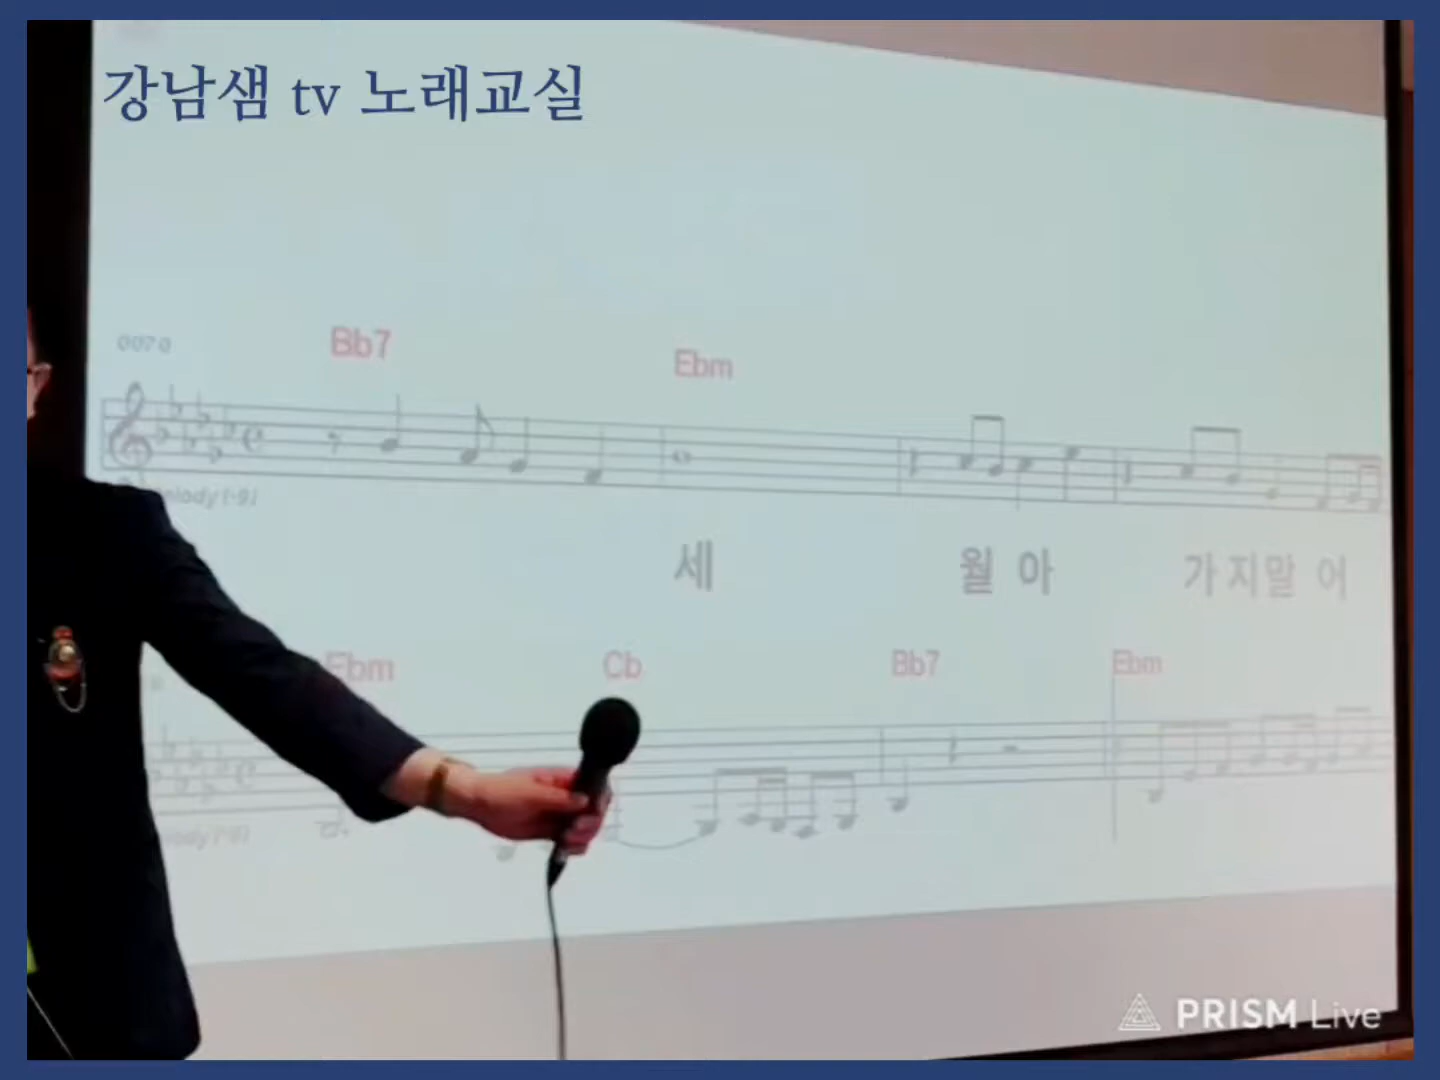 강남샘 tv 노래교실
Bb7 Ebm
세 월 아 가 지 말 어
Ebm Cb Bb7 Ebm
PRISM Live